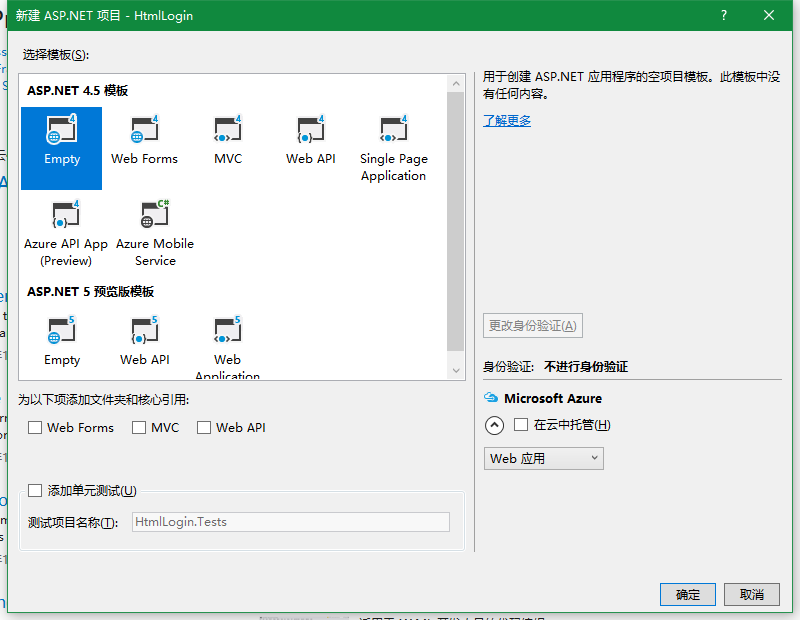 新建 ASP.NET 项目 - HtmlLogin
选择模板(S):
ASP.NET 4.5 模板
Empty
Web Forms
MVC
Web API
Single Page
Application
Azure API App
(Preview)
Azure Mobile
Service
ASP.NET 5 预览版模板
Empty
Web API
Web
Application
用于创建 ASP.NET 应用程序的空项目模板。此模板中没
有任何内容。
了解更多
更改身份验证(A)
身份验证: 不进行身份验证
Microsoft Azure
在云中托管(H)
Web 应用
为以下项添加文件夹和核心引用:
Web Forms MVC Web API
添加单元测试(U)
测试项目名称(T): HtmlLogin.Tests
确定 取消